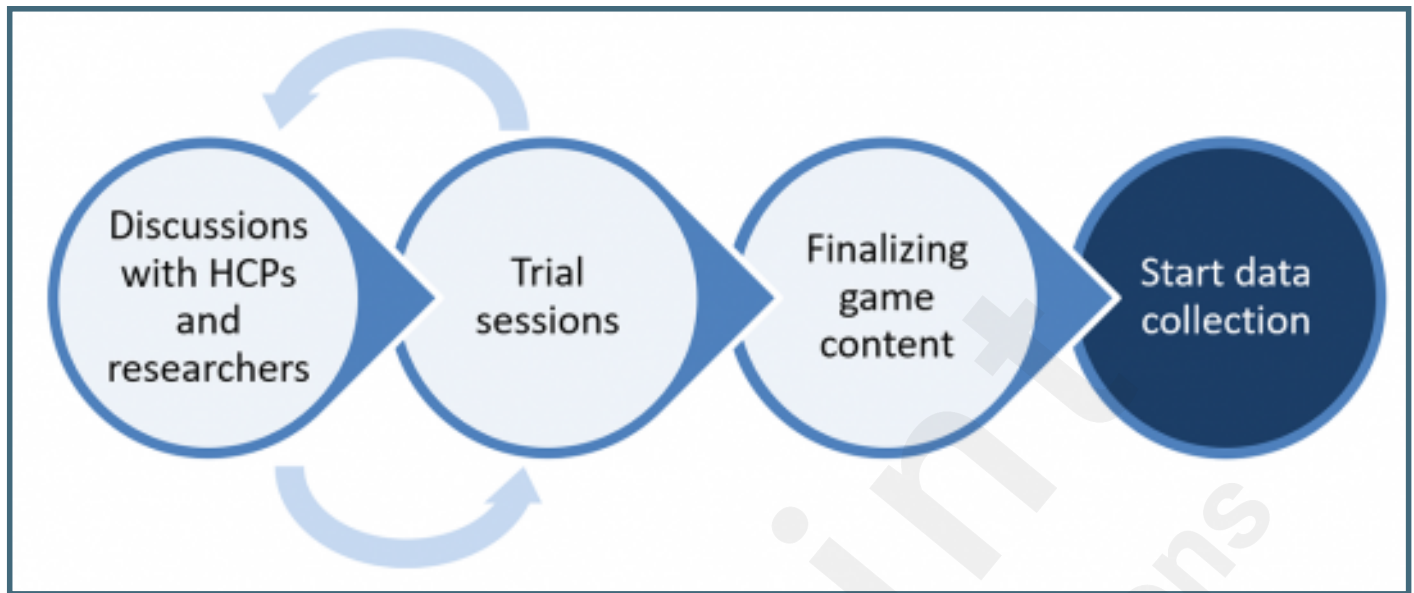 Discussions
with HCPs
and
researchers
Trial
sessions
Finalizing
game
content
Start data
collection